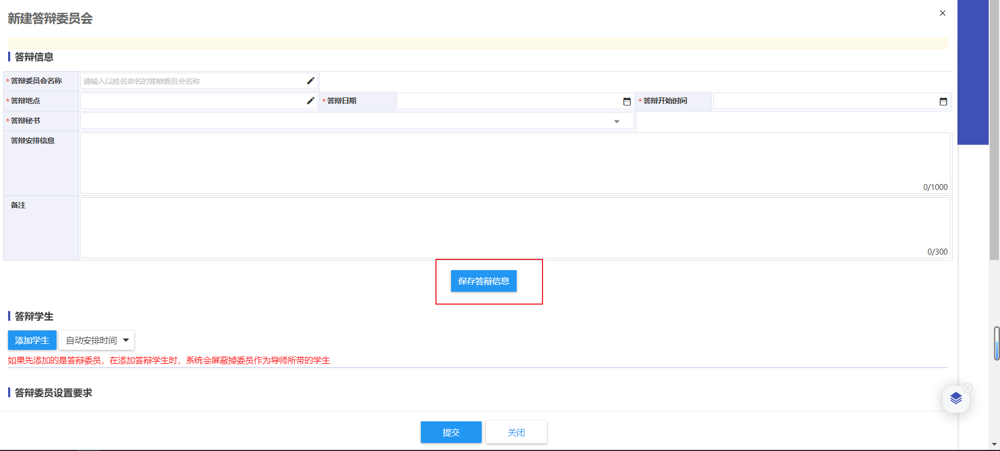 新建答辩委员会
答辩信息
*答辩委员会名称 请输入以姓名命名的答辩委员会名称
*答辩地点 *答辩日期 *答辩开始时间
*答辩秘书
答辩安排信息
0/1000
备注
0/300
保存答辩信息
答辩学生
添加学生 自动安排时间
如果先添加的是答辩委员，在添加答辩学生时，系统会屏蔽掉委员作为导师所带的学生
答辩委员设置要求
提交 关闭